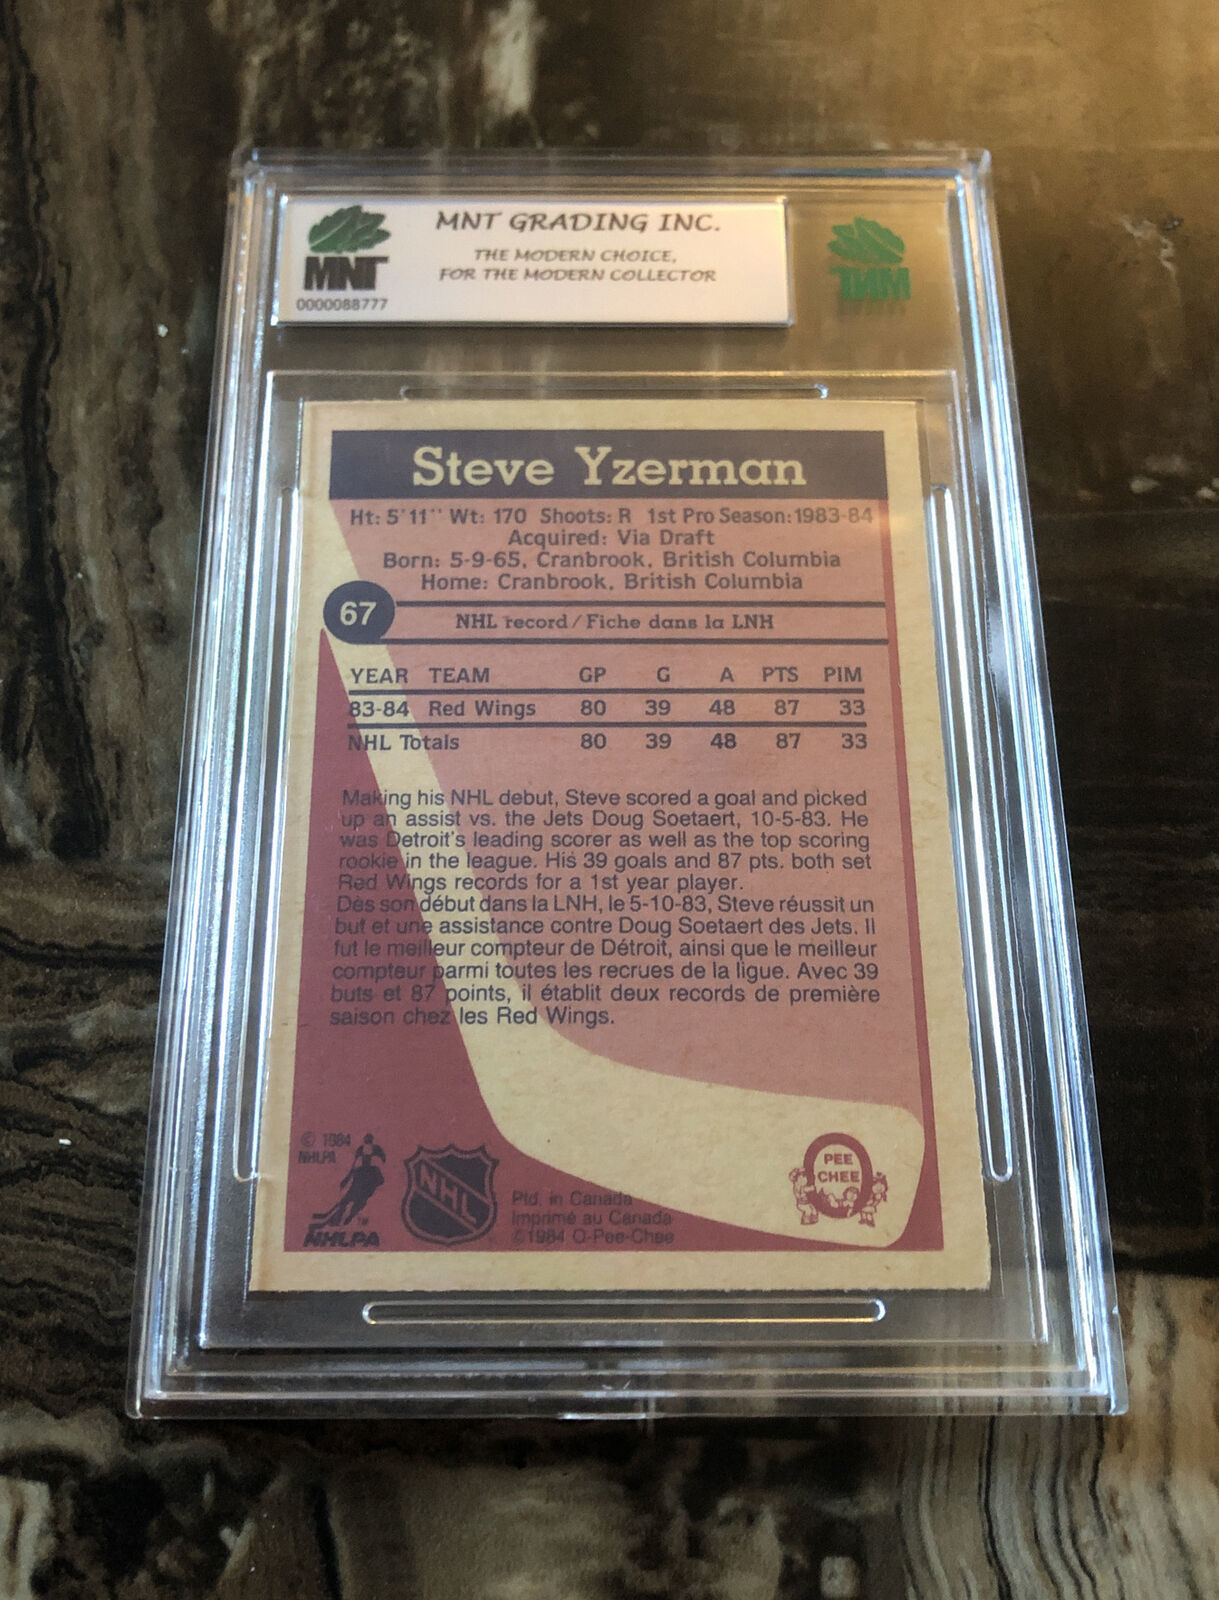 MNT GRADING INC.
THE MODERN CHOICE,
FOR THE MODERN COLLECTOR
MNT
0000088777
MNT
Steve Yzerman
Ht: 5'11" Wt: 170 Shoots: R 1st Pro Season: 1983-84
Acquired: Via Draft
Born: 5-9-65, Cranbrook, British Columbia
Home: Cranbrook, British Columbia
67
NHL record/Fiche dans la LNH
YEAR TEAM GP G A PTS PIM
83-84 Red Wings 80 39 48 87 33
NHL Totals 80 39 48 87 33
Making his NHL debut, Steve scored a goal and picked
up an assist vs. the Jets Doug Soetaert, 10-5-83. He
was Detroit's leading scorer as well as the top scoring
rookie in the league. His 39 goals and 87 pts. both set
Red Wings records for a 1st year player.
Dès son début dans la LNH, le 5-10-83, Steve réussit un
but et une assistance contre Doug Soetaert des Jets. Il
fut le meilleur compteur de Détroit, ainsi que le meilleur
compteur parmi toutes les recrues de la ligue. Avec 39
buts et 87 points, il établit deux records de première
saison chez les Red Wings.
© 1984
NHLPA
TM
NHLPA
NHL
Ptd. in Canada
Imprimé au Canada
©1984 O-Pee-Chee
O PEE
CHEE